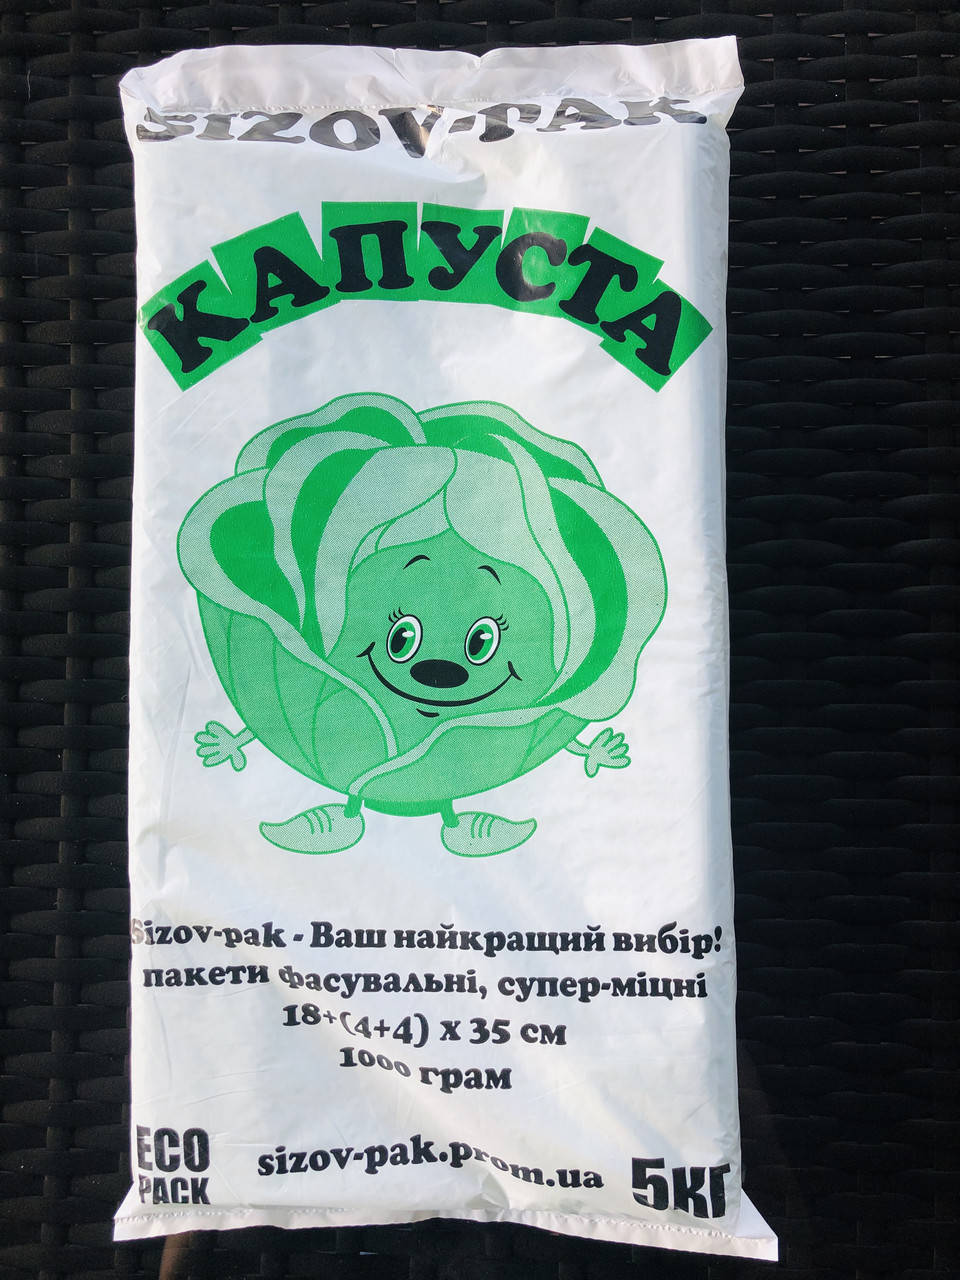 SIZOV-PAK
КАПУСТА
Sizov-pak - Ваш найкращий вибір!
пакети фасувальні, супер-міцні
18+(4+4) х 35 см
1000 грам
ECO
PACK
sizov-pak.prom.ua
5кг